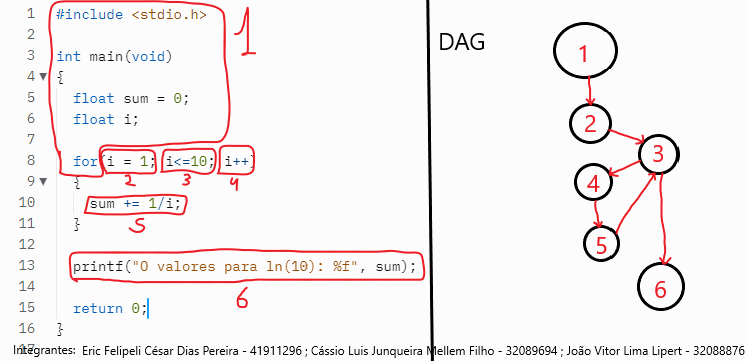 1 #include <stdio.h>
2
3 int main(void)
4 {
5 float sum = 0;
6 float i;
7
8 for(i = 1; i<=10; i++)
9 {
10 sum += 1/i;
11 }
12
13 printf("O valores para ln(10): %f", sum);
14
15 return 0;
16 }
17
1
2
3
4
5
6
DAG
1
2
3
4
5
6
Integrantes: Eric Felipeli César Dias Pereira - 41911296 ; Cássio Luis Junqueira Mellem Filho - 32089694 ; João Vitor Lima Lipert - 32088876